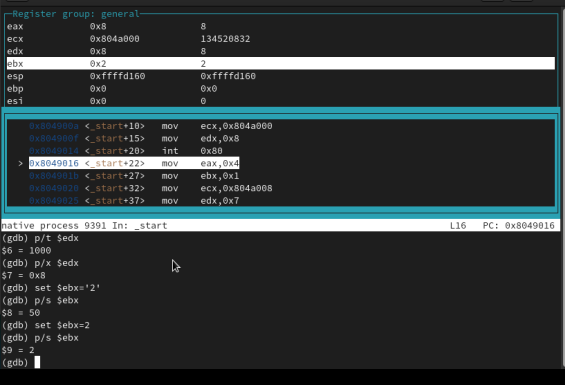 Register group: general
eax 0x8 8
ecx 0x804a000 134520832
edx 0x8 8
ebx 0x2 2
esp 0xffffd160 0xffffd160
ebp 0x0 0x0
esi 0x0 0
0x804900a <_start+10> mov ecx,0x804a000
0x804900f <_start+15> mov edx,0x8
0x8049014 <_start+20> int 0x80
> 0x8049016 <_start+22> mov eax,0x4
0x804901b <_start+27> mov ebx,0x1
0x8049020 <_start+32> mov ecx,0x804a008
0x8049025 <_start+37> mov edx,0x7
native process 9391 In: _start L16 PC: 0x8049016
(gdb) p/t $edx
$6 = 1000
(gdb) p/x $edx
$7 = 0x8
(gdb) set $ebx='2'
(gdb) p/s $ebx
$8 = 50
(gdb) set $ebx=2
(gdb) p/s $ebx
$9 = 2
(gdb)